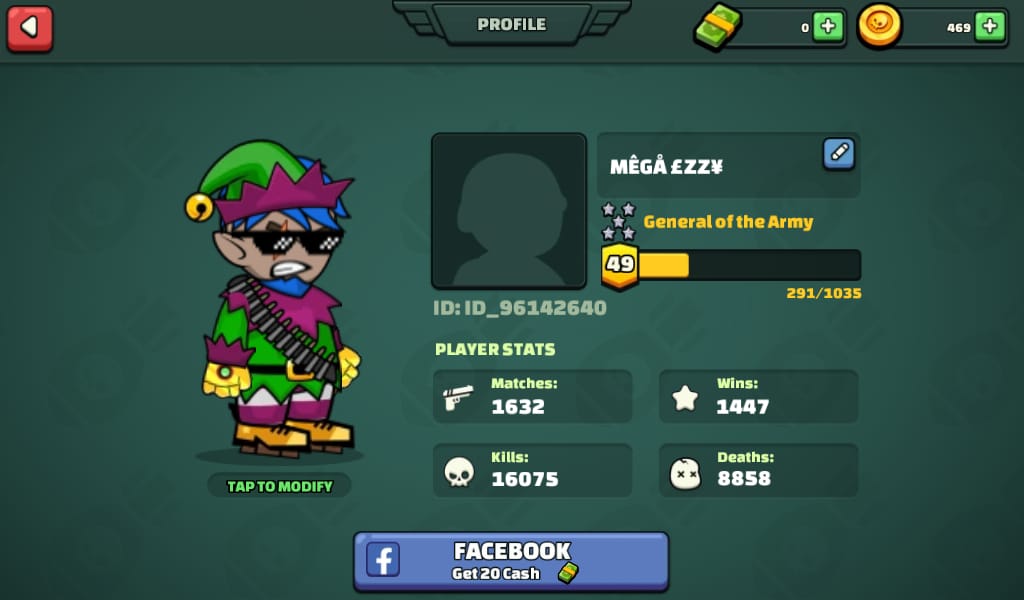 PROFILE
0
469
MÊGÅ £ZZ¥
General of the Army
49
291/1035
ID: ID_96142640
PLAYER STATS
Matches:
1632
Wins:
1447
Kills:
16075
Deaths:
8858
TAP TO MODIFY
FACEBOOK
Get 20 Cash